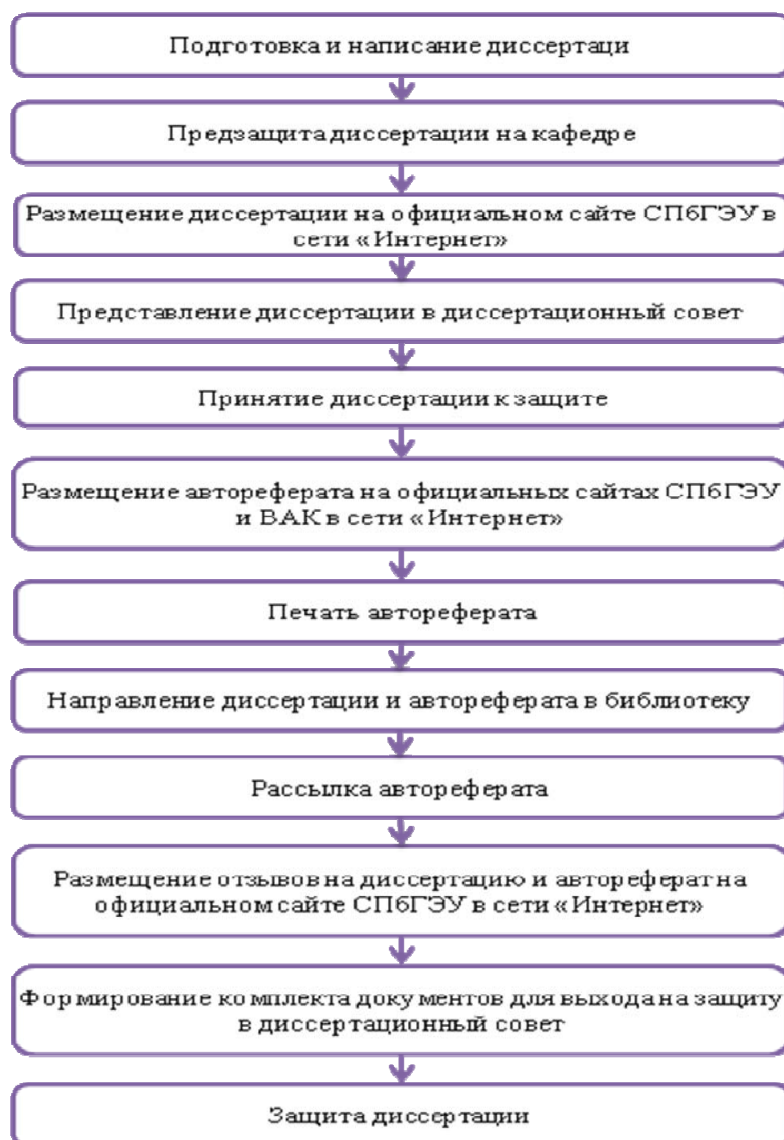 Подготовка и написание диссертаци
Предзащита диссертации на кафедре
Размещение диссертации на официальном сайте СПбГЭУ в
сети «Интернет»
Представление диссертации в диссертационный совет
Принятие диссертации к защите
Размещение автореферата на официальных сайтах СПбГЭУ
и ВАК в сети «Интернет»
Печать автореферата
Направление диссертации и автореферата в библиотеку
Рассылка автореферата
Размещение отзывов на диссертацию и автореферат на
официальном сайте СПбГЭУ в сети «Интернет»
Формирование комплекта документов для выхода на защиту
в диссертационный совет
Защита диссертации